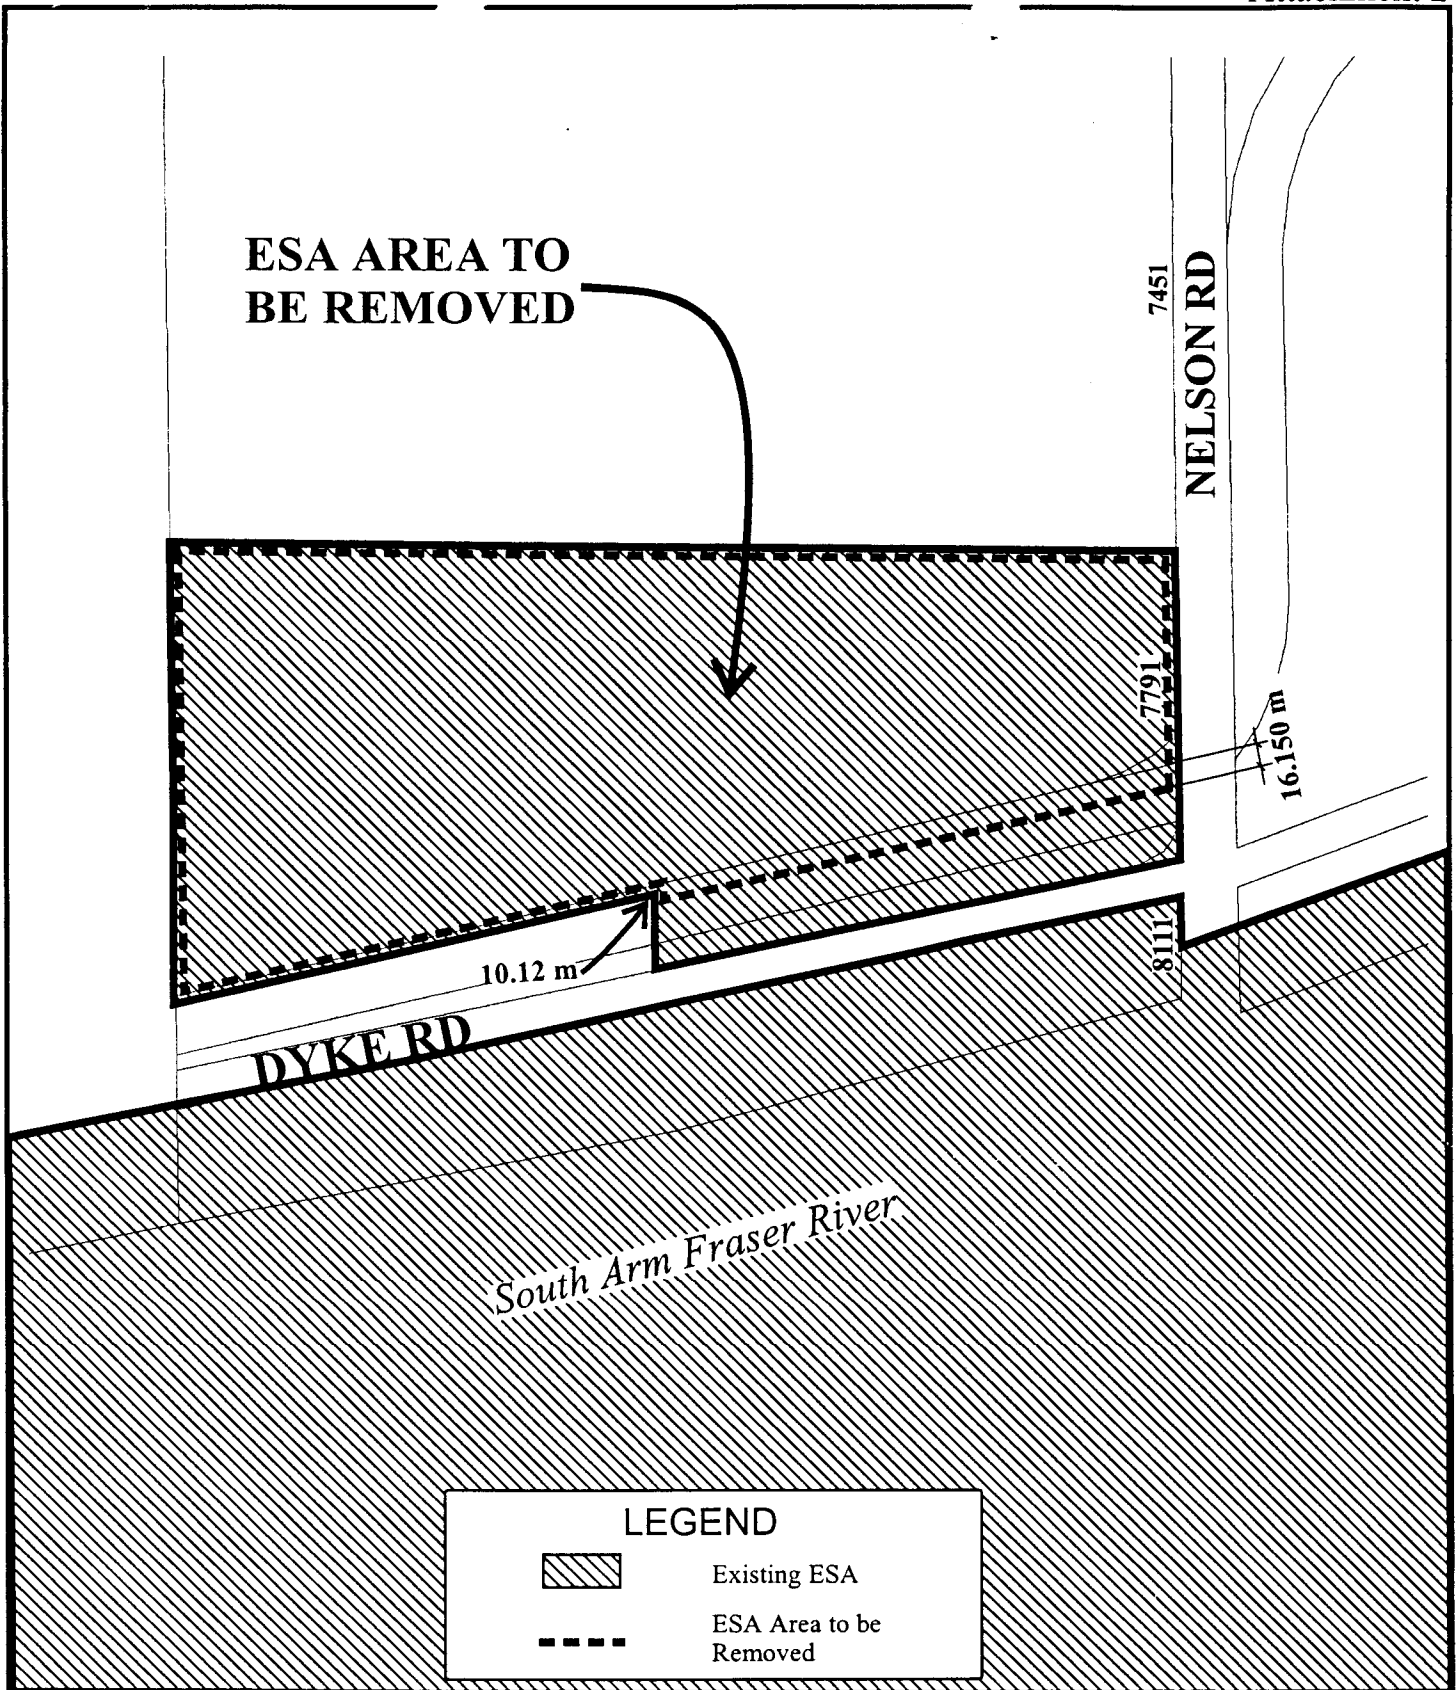 ESA AREA TO
BE REMOVED
7451
NELSON RD
7791
16.150 m
10.12 m
8111
DYKE RD
South Arm Fraser River
LEGEND
Existing ESA
ESA Area to be
Removed